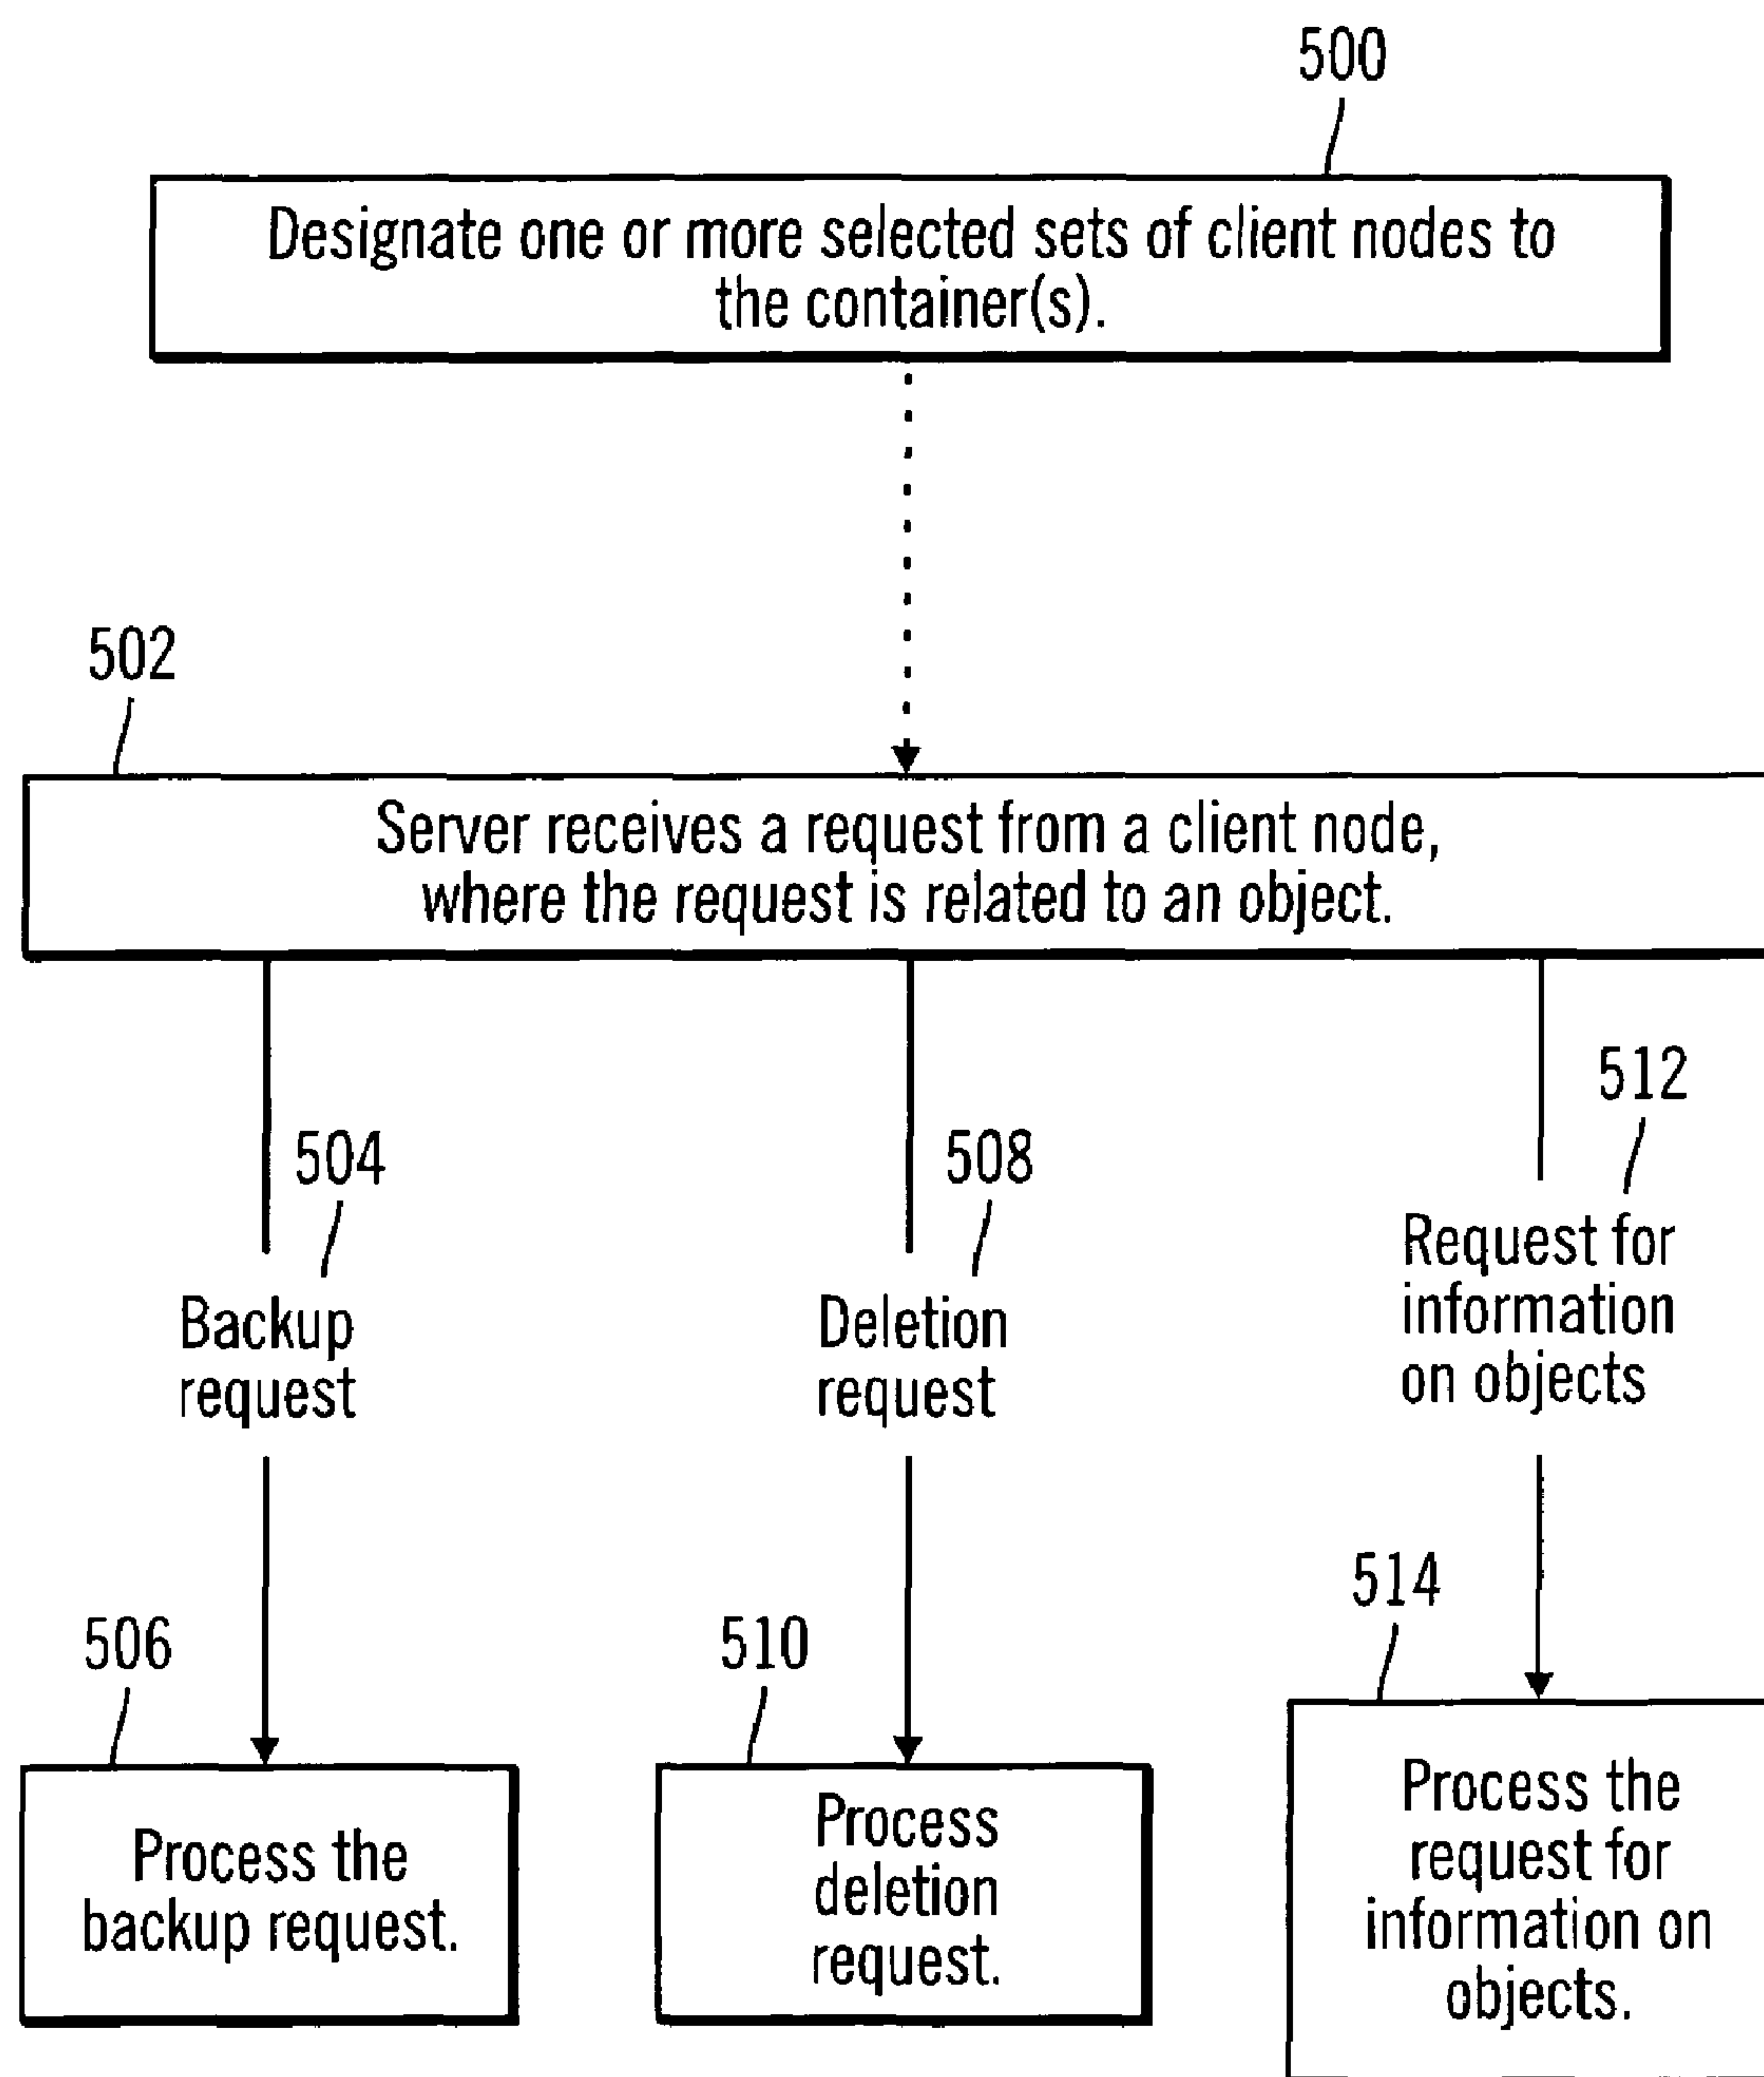 500
Designate one or more selected sets of client nodes to
the container(s).
502
Server receives a request from a client node,
where the request is related to an object.
504
Backup
request
508
Deletion
request
512
Request for
information
on objects
506
Process the
backup request.
510
Process
deletion
request.
514
Process the
request for
information on
objects.